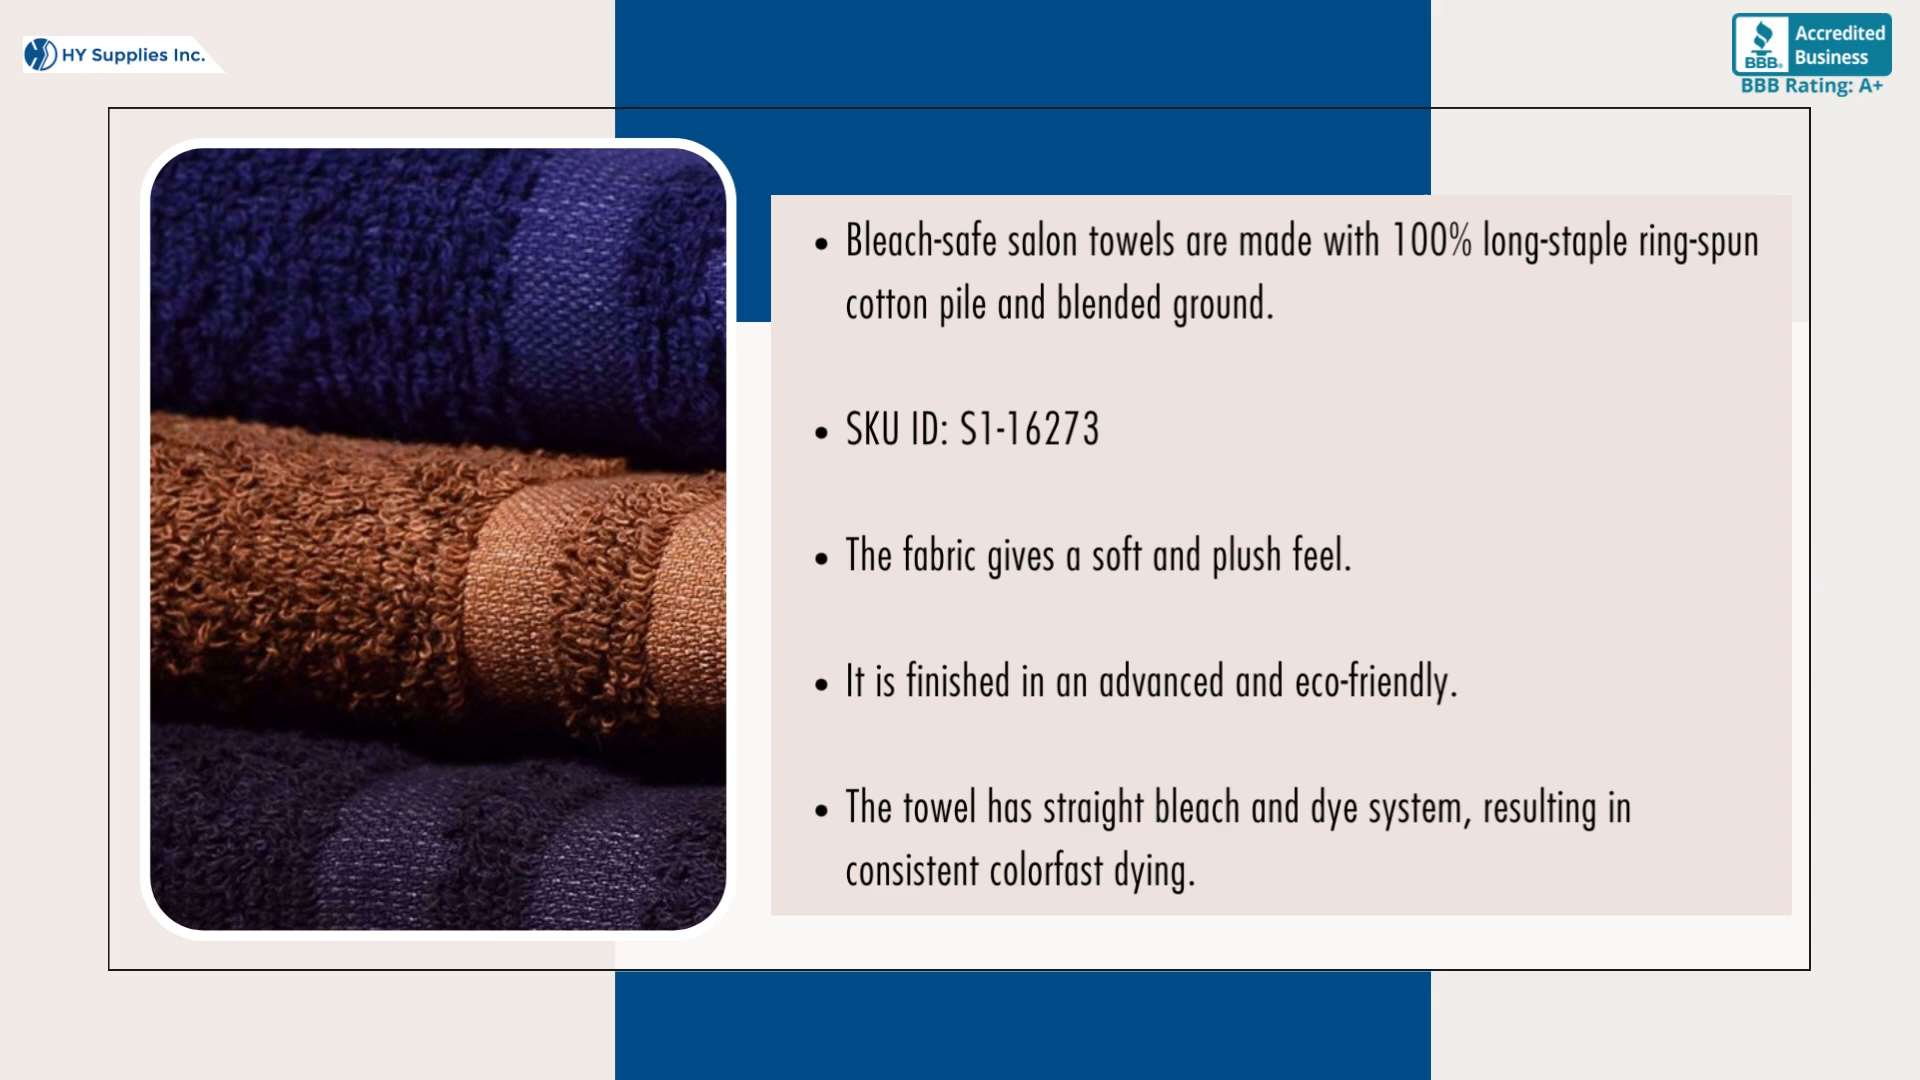 HY Supplies Inc.
BBB.
Accredited
Business
BBB Rating: A+
• Bleach-safe salon towels are made with 100% long-staple ring-spun
cotton pile and blended ground.
• SKU ID: S1-16273
• The fabric gives a soft and plush feel.
• It is finished in an advanced and eco-friendly.
• The towel has straight bleach and dye system, resulting in
consistent colorfast dying.